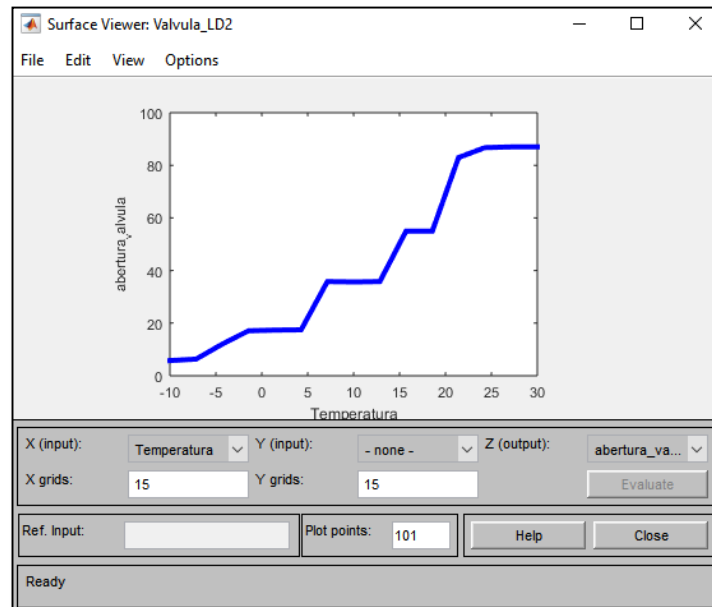 Surface Viewer: Valvula_LD2
File Edit View Options
100
80
60
40
20
0
abertura_valvula
-10 -5 0 5 10 15 20 25 30
Temperatura
X (input): Temperatura Y (input): - none - Z (output): abertura_va...
X grids: 15 Y grids: 15 Evaluate
Ref. Input: Plot points: 101 Help Close
Ready